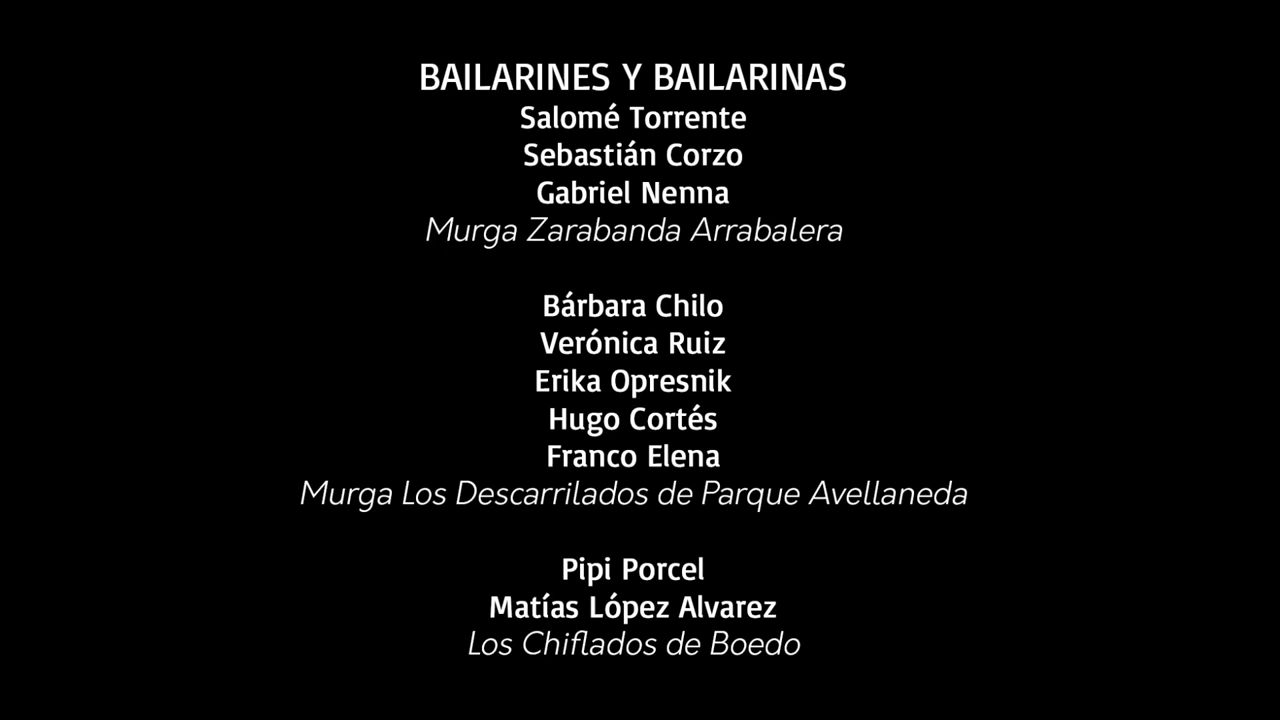 BAILARINES Y BAILARINAS
Salomé Torrente
Sebastián Corzo
Gabriel Nenna
Murga Zarabanda Arrabalera
Bárbara Chilo
Verónica Ruiz
Erika Opresnik
Hugo Cortés
Franco Elena
Murga Los Descarrilados de Parque Avellaneda
Pipi Porcel
Matías López Alvarez
Los Chiflados de Boedo